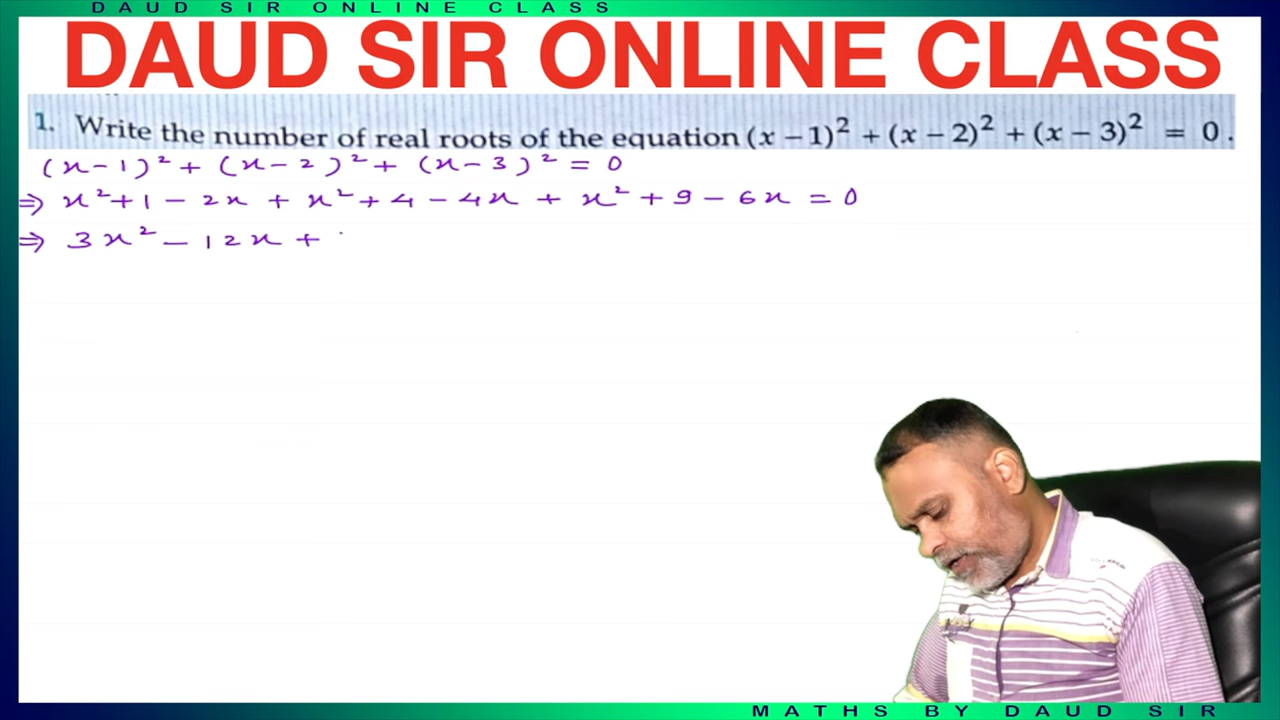 DAUD SIR ONLINE CLASS
DAUD SIR ONLINE CLASS
1. Write the number of real roots of the equation (x − 1)² + (x − 2)² + (x − 3)² = 0.
(x-1)² + (x-2)² + (x-3)² = 0
⇒ x²+1 - 2x + x²+4 - 4x + x² + 9 - 6x = 0
⇒ 3x² - 12x +
MATHS BY DAUD SIR